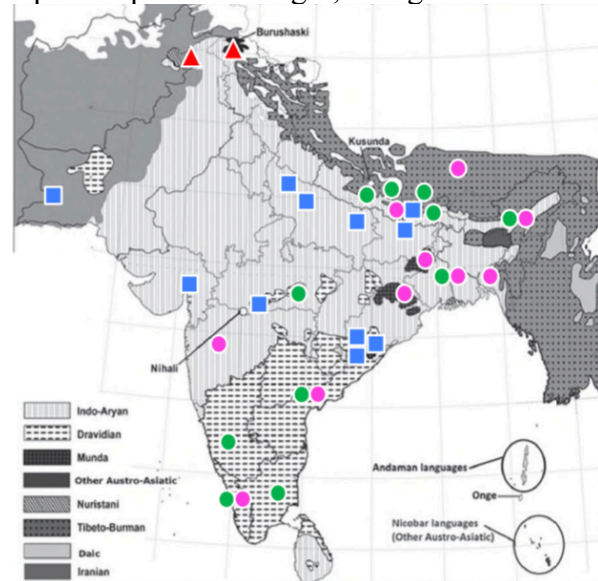 Burushaski
Kusunda
Nihali
Indo-Aryan
Dravidian
Munda
Other Austro-Asiatic
Nuristani
Tibeto-Burman
Daic
Iranian
Andaman languages
Onge
Nicobar languages
(Other Austro-Asiatic)